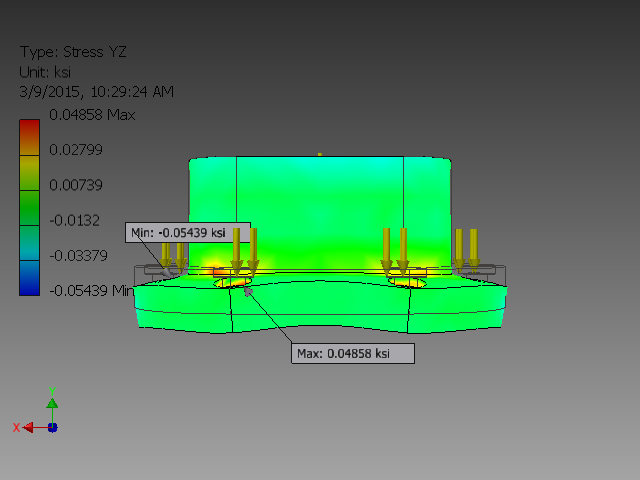 Type: Stress YZ
Unit: ksi
3/9/2015, 10:29:24 AM
0.04858 Max
0.02799
0.00739
-0.0132
-0.03379
-0.05439 Min
Min: -0.05439 ksi
Max: 0.04858 ksi
Y
X